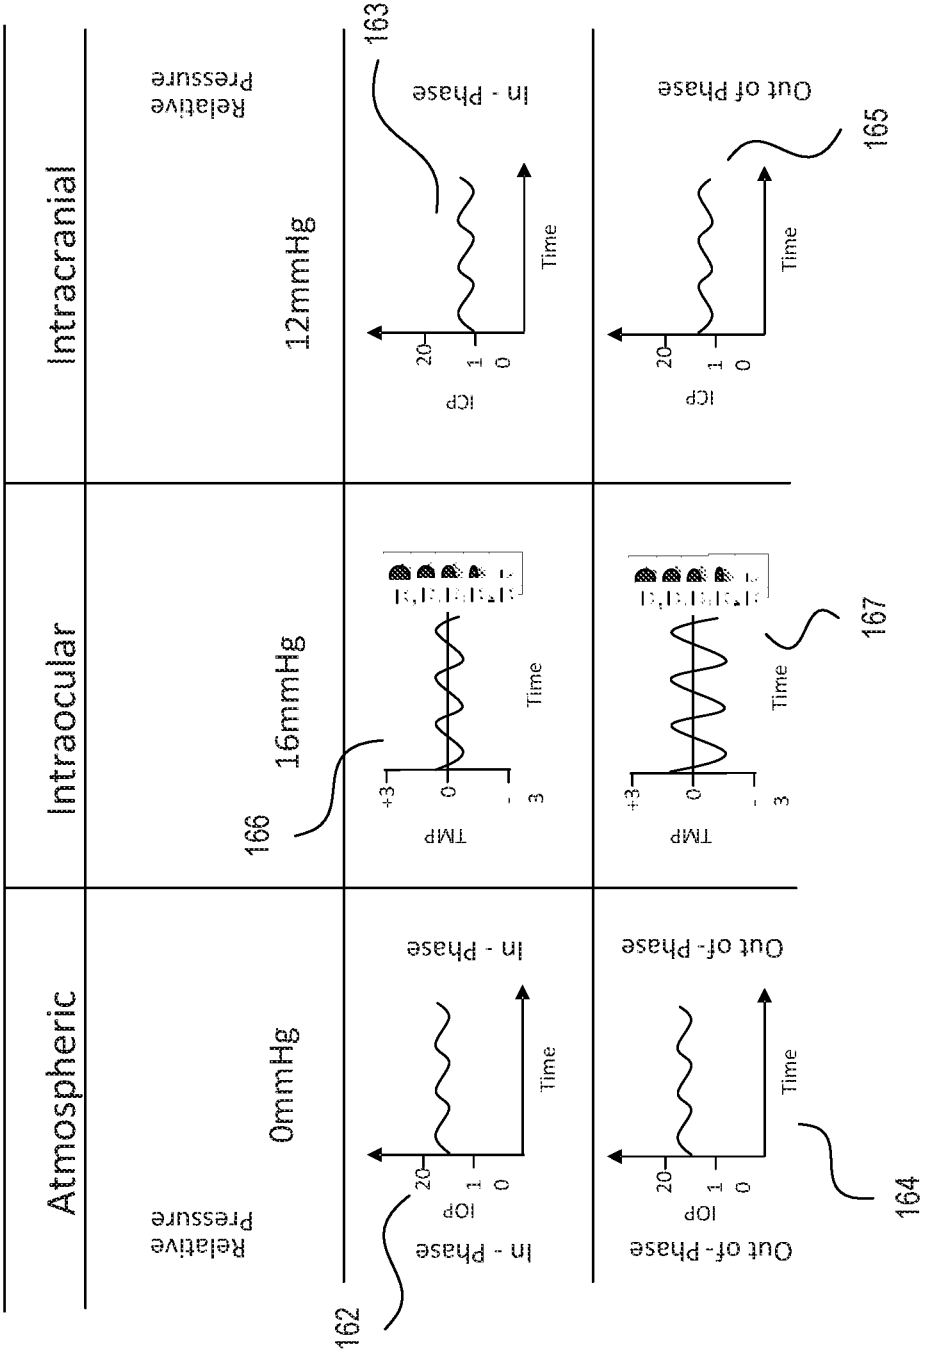 Atmospheric
Intraocular
Intracranial
Relative
Pressure
Relative
Pressure
0mmHg
16mmHg
12mmHg
162
166
163
In - Phase
IOP
20
1
0
Time
In - Phase
TMP
+3
0
-
3
Time
ICP
20
1
0
Time
In - Phase
Out of-Phase
IOP
20
1
0
Time
Out of-Phase
TMP
+3
0
-
3
Time
ICP
20
1
0
Time
Out of Phase
164
167
165